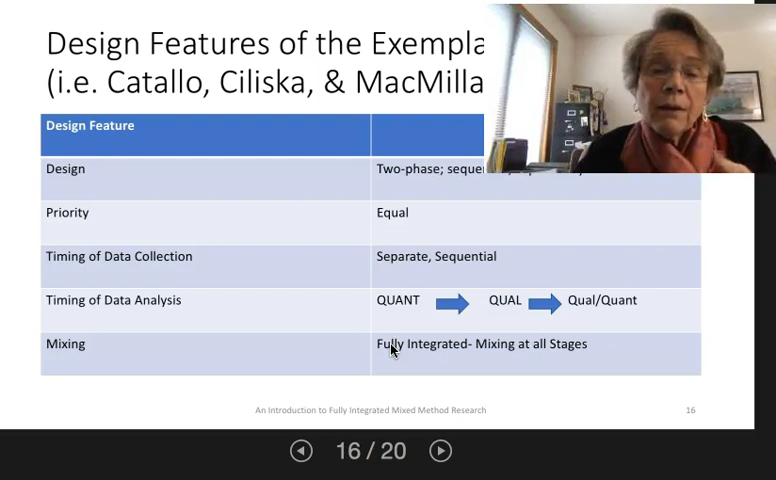 Design Features of the Exempla
(i.e. Catallo, Ciliska, & MacMilla
Design Feature
Design
Two-phase;
Priority
Equal
Timing of Data Collection
Separate, Sequential
Timing of Data Analysis
QUANT QUAL Qual/Quant
Mixing
Fully Integrated- Mixing at all Stages
An Introduction to Fully Integrated Mixed Method Research
16
16 / 20